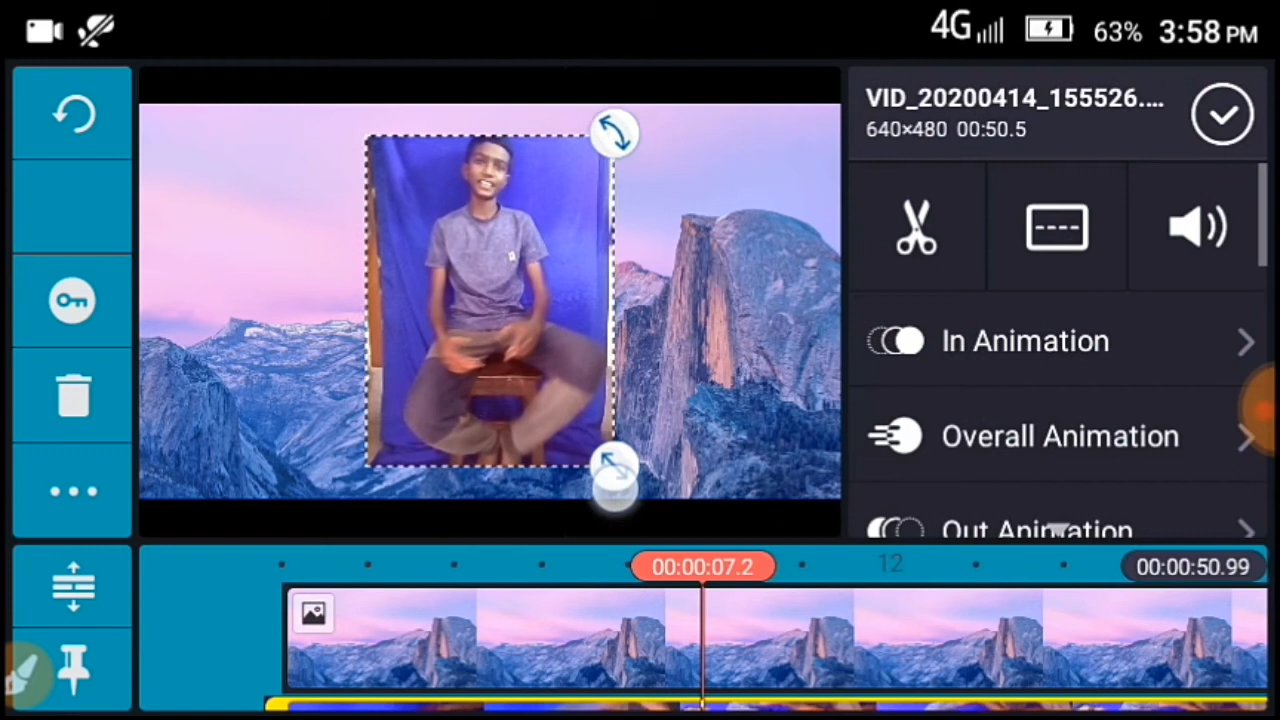 4G 63% 3:58 PM
VID_20200414_155526....
640×480 00:50.5
In Animation
Overall Animation
Out Animation
00:00:07.2 12 00:00:50.99